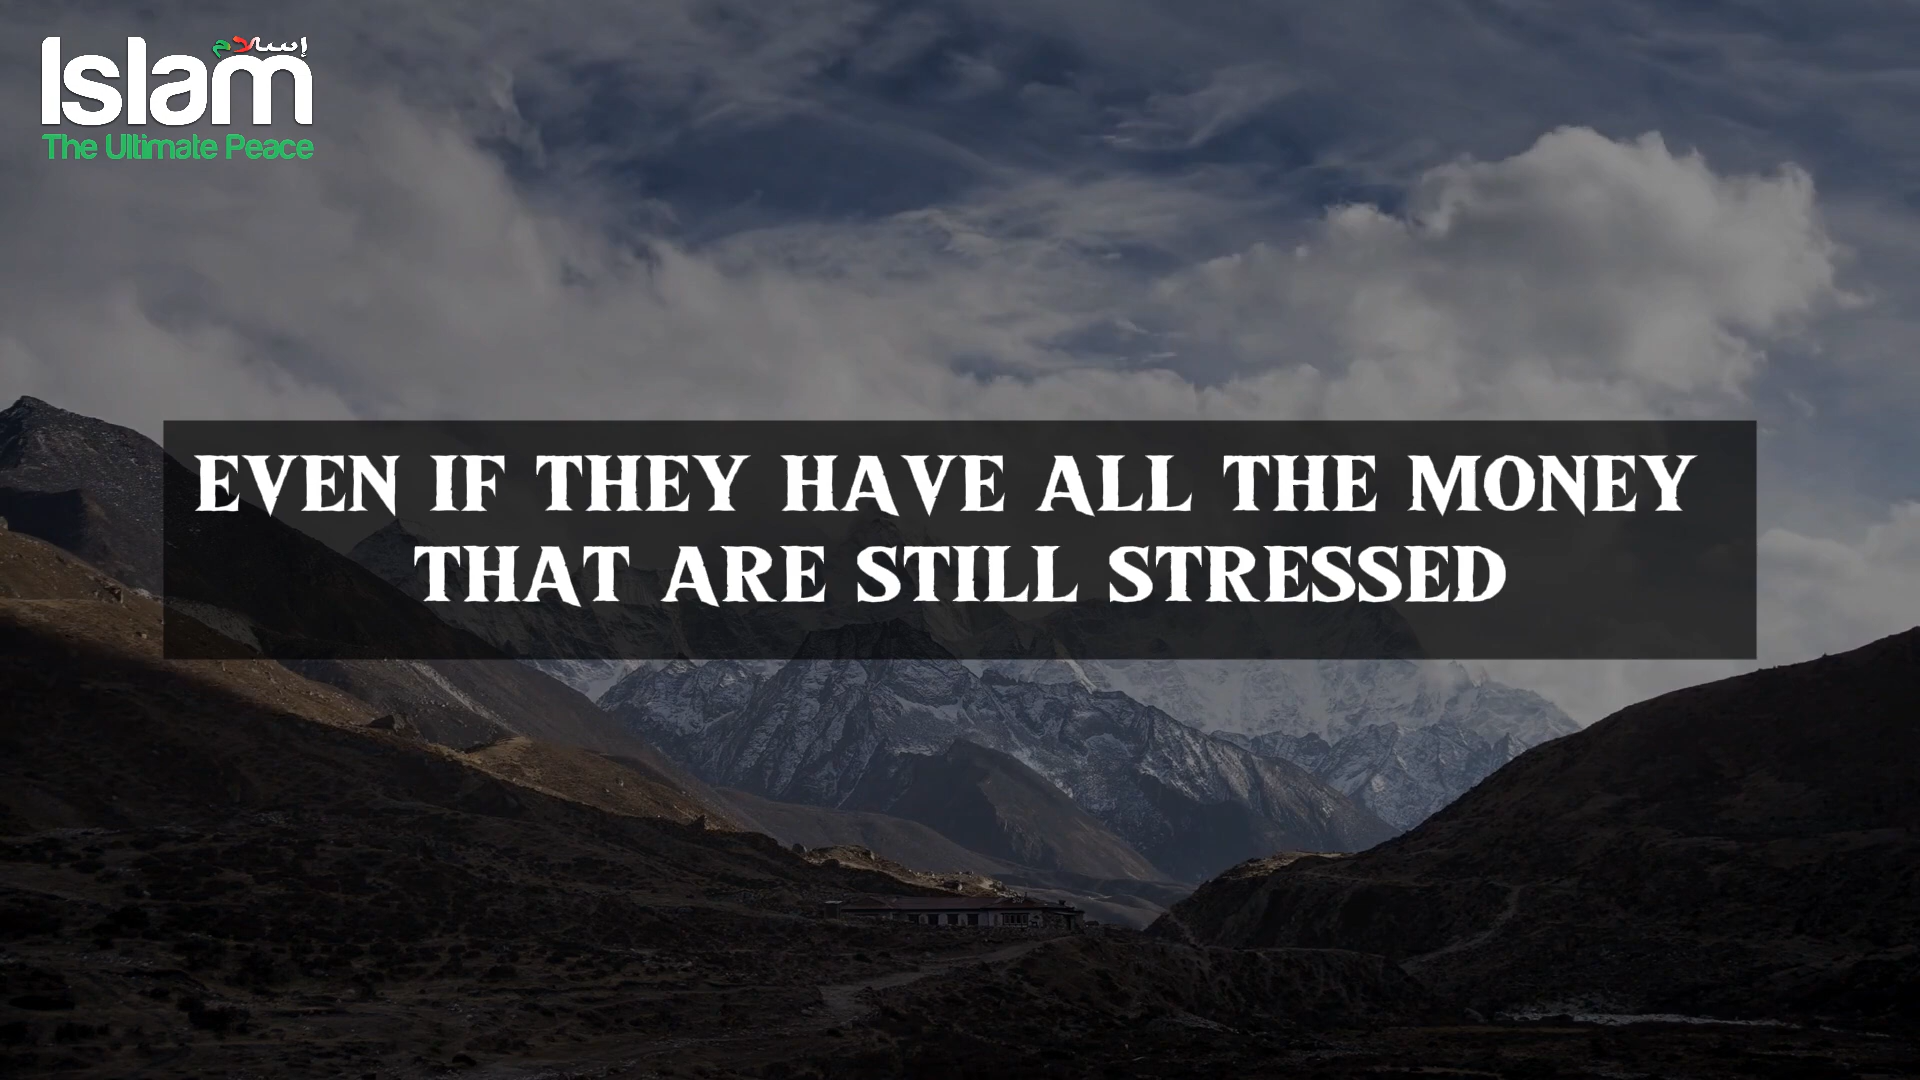 إسلام
Islam
The Ultimate Peace
EVEN IF THEY HAVE ALL THE MONEY
THAT ARE STILL STRESSED